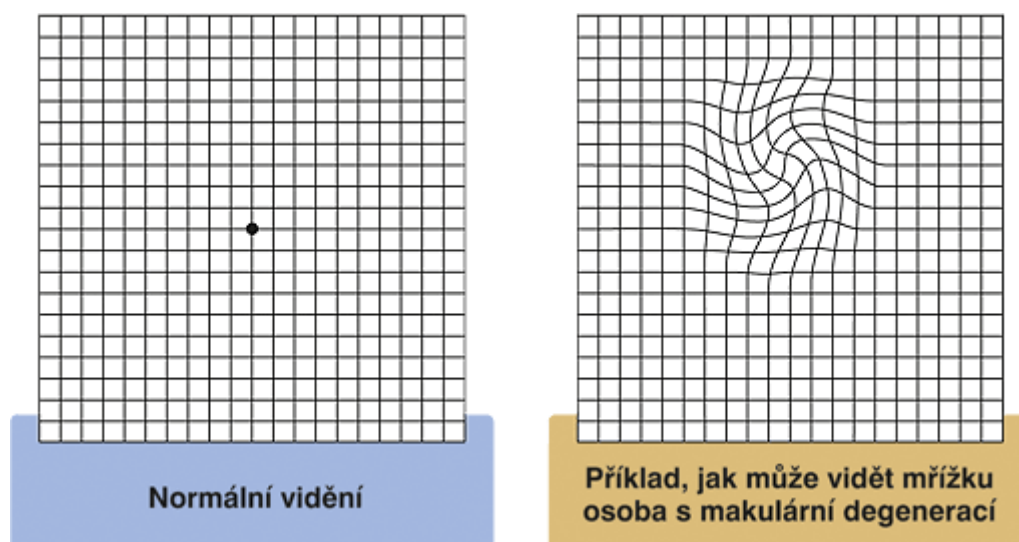 Normální vidění
Příklad, jak může vidět mřížku
osoba s makulární degenerací